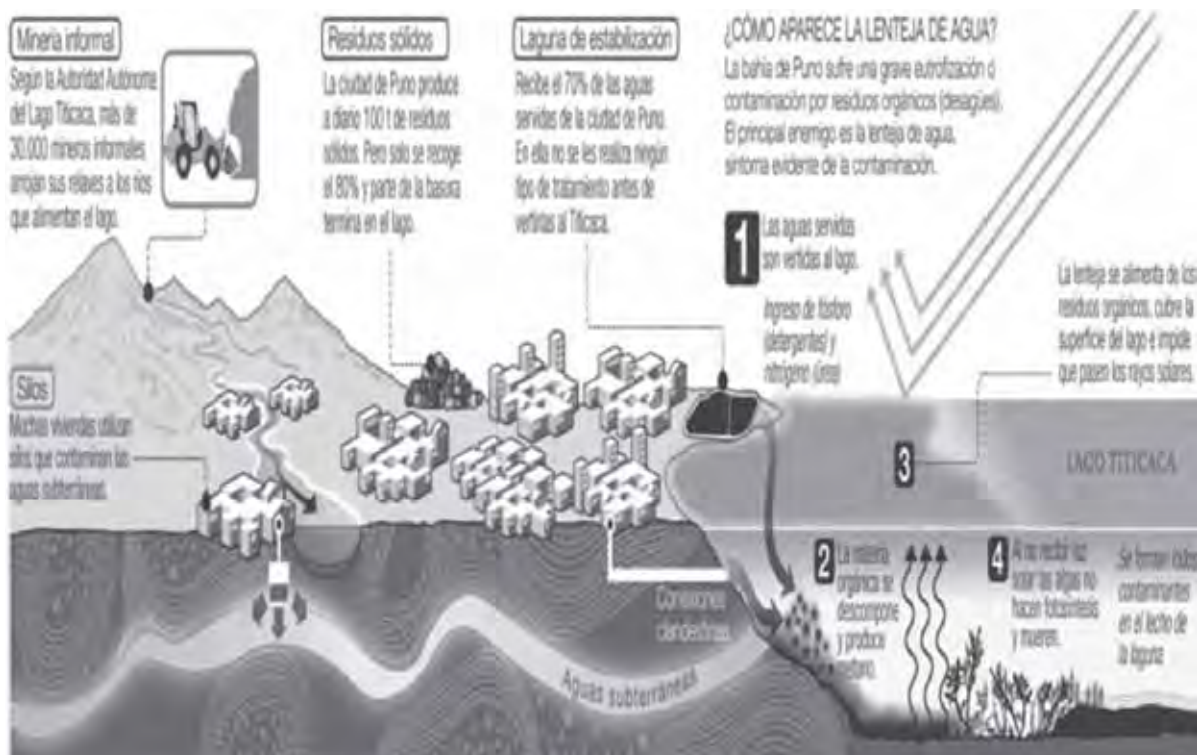 Minería informal
Según la Autoridad Autónoma
del Lago Titicaca, más de
30.000 mineros informales
arrojan sus relaves a los ríos
que alimentan el lago.
Residuos sólidos
La ciudad de Puno produce
a diario 100 t de residuos
sólidos. Pero solo se recoge
el 80% y parte de la basura
termina en el lago.
Laguna de estabilización
Recibe el 70% de las aguas
servidas de la ciudad de Puno.
En ella no se les realiza ningún
tipo de tratamiento antes de
vertirlas al Titicaca.
¿CÓMO APARECE LA LENTEJA DE AGUA?
La bahía de Puno sufre una grave eutrofización o
contaminación por residuos orgánicos (desagües).
El principal enemigo es la lenteja de agua,
síntoma evidente de la contaminación.
1
Las aguas servidas
son vertidas al lago.
Ingreso de fósforo
(detergentes) y
nitrógeno (urea)
La lenteja se alimenta de los
residuos orgánicos, cubre la
superficie del lago e impide
que pasen los rayos solares.
Silos
Muchas viviendas utilizan
silos que contaminan las
aguas subterráneas.
3
LAGO TITICACA
2
La materia
orgánica se
descompone
y produce
metano.
4
Al no recibir luz
solar las algas no
hacen fotosíntesis
y mueren.
Se forman lodos
contaminantes
en el lecho de
la laguna
Conexiones
clandestinas
Aguas subterráneas